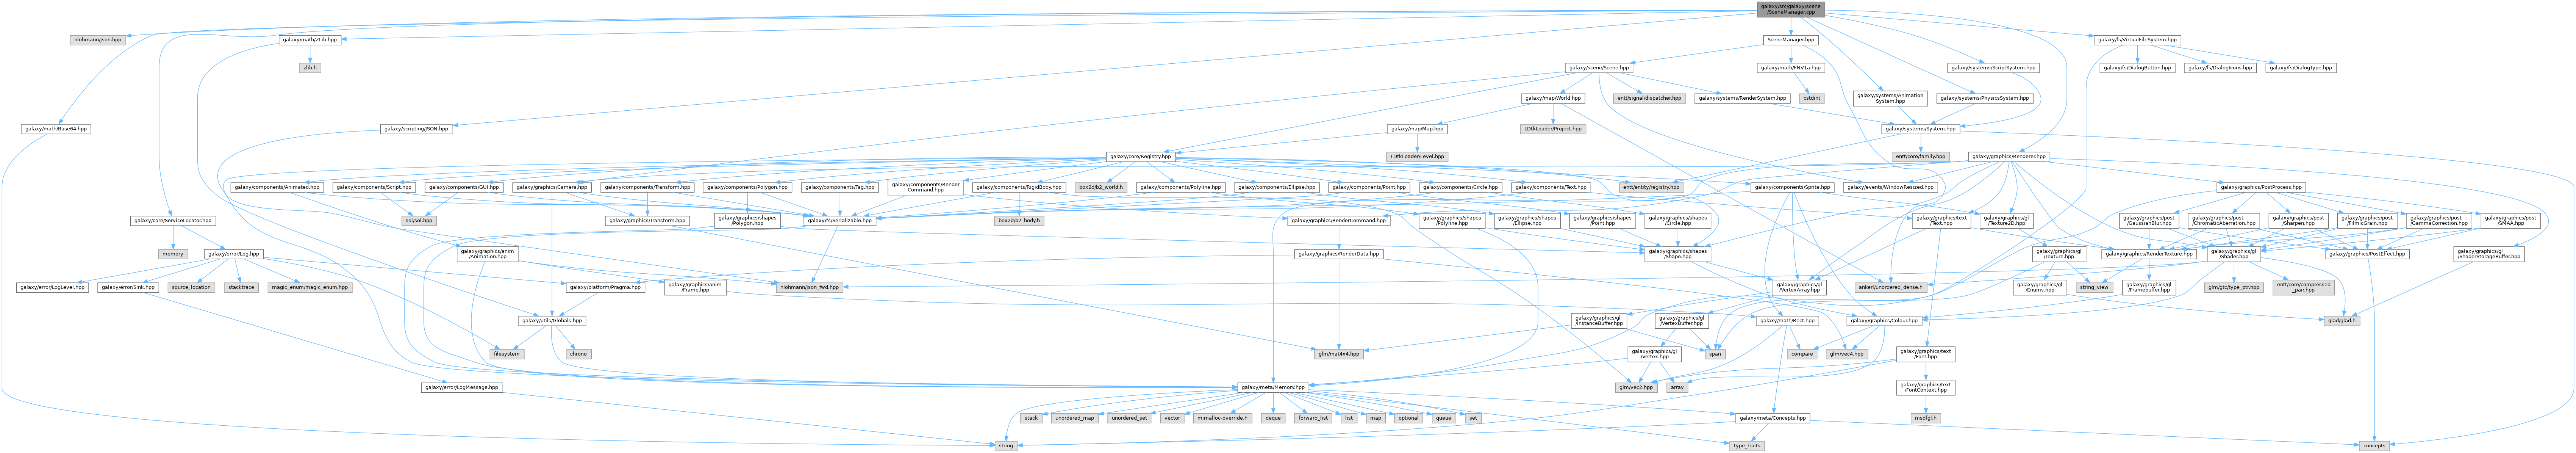 galaxy/src/galaxy/scene
/SceneManager.cpp
nlohmann/json.hpp
galaxy/math/ZLib.hpp
SceneManager.hpp
galaxy/fs/VirtualFileSystem.hpp
zlib.h
galaxy/scene/Scene.hpp
galaxy/math/FNV1a.hpp
galaxy/systems/ScriptSystem.hpp
galaxy/fs/DialogButton.hpp
galaxy/fs/DialogIcons.hpp
galaxy/fs/DialogType.hpp
galaxy/map/World.hpp
entt/signal/dispatcher.hpp
galaxy/systems/RenderSystem.hpp
cstdint
galaxy/systems/Animation
System.hpp
galaxy/systems/PhysicsSystem.hpp
galaxy/math/Base64.hpp
galaxy/scripting/JSON.hpp
galaxy/map/Map.hpp
LDtkLoader/Project.hpp
galaxy/systems/System.hpp
galaxy/core/Registry.hpp
LDtkLoader/Level.hpp
entt/core/family.hpp
galaxy/graphics/Renderer.hpp
galaxy/components/Animated.hpp
galaxy/components/Script.hpp
galaxy/components/GUI.hpp
galaxy/graphics/Camera.hpp
galaxy/components/Transform.hpp
galaxy/components/Polygon.hpp
galaxy/components/Tag.hpp
galaxy/components/Render
Command.hpp
galaxy/components/RigidBody.hpp
box2d/b2_world.h
galaxy/components/Polyline.hpp
galaxy/components/Ellipse.hpp
galaxy/components/Point.hpp
galaxy/components/Circle.hpp
galaxy/components/Text.hpp
entt/entity/registry.hpp
galaxy/components/Sprite.hpp
galaxy/events/WindowResized.hpp
galaxy/graphics/PostProcess.hpp
galaxy/core/ServiceLocator.hpp
sol/sol.hpp
galaxy/graphics/Transform.hpp
galaxy/graphics/shapes
/Polygon.hpp
galaxy/fs/Serializable.hpp
box2d/b2_body.h
galaxy/graphics/RenderCommand.hpp
galaxy/graphics/shapes
/Polyline.hpp
galaxy/graphics/shapes
/Ellipse.hpp
galaxy/graphics/shapes
/Point.hpp
galaxy/graphics/shapes
/Circle.hpp
galaxy/graphics/text
/Text.hpp
galaxy/graphics/gl
/Texture2D.hpp
galaxy/graphics/post
/GaussianBlur.hpp
galaxy/graphics/post
/ChromaticAberration.hpp
galaxy/graphics/post
/Sharpen.hpp
galaxy/graphics/post
/FilmicGrain.hpp
galaxy/graphics/post
/GammaCorrection.hpp
galaxy/graphics/post
/SMAA.hpp
memory
galaxy/error/Log.hpp
galaxy/graphics/anim
/Animation.hpp
galaxy/graphics/RenderData.hpp
galaxy/graphics/shapes
/Shape.hpp
galaxy/graphics/gl
/Texture.hpp
galaxy/graphics/RenderTexture.hpp
galaxy/graphics/gl
/Shader.hpp
galaxy/graphics/PostEffect.hpp
galaxy/graphics/gl
/ShaderStorageBuffer.hpp
galaxy/error/LogLevel.hpp
galaxy/error/Sink.hpp
source_location
stacktrace
magic_enum/magic_enum.hpp
galaxy/platform/Pragma.hpp
galaxy/graphics/anim
/Frame.hpp
nlohmann/json_fwd.hpp
galaxy/graphics/gl
/VertexArray.hpp
ankerl/unordered_dense.h
galaxy/graphics/gl
/Enums.hpp
string_view
galaxy/graphics/gl
/Framebuffer.hpp
glm/gtc/type_ptr.hpp
entt/core/compressed
_pair.hpp
galaxy/utils/Globals.hpp
galaxy/graphics/gl
/InstanceBuffer.hpp
galaxy/graphics/gl
/VertexBuffer.hpp
galaxy/math/Rect.hpp
galaxy/graphics/Colour.hpp
glad/glad.h
filesystem
chrono
glm/mat4x4.hpp
galaxy/graphics/gl
/Vertex.hpp
span
compare
glm/vec4.hpp
galaxy/graphics/text
/Font.hpp
galaxy/error/LogMessage.hpp
galaxy/meta/Memory.hpp
glm/vec2.hpp
array
galaxy/graphics/text
/FontContext.hpp
stack
unordered_map
unordered_set
vector
mimalloc-override.h
deque
forward_list
list
map
optional
queue
set
galaxy/meta/Concepts.hpp
msdfgl.h
string
type_traits
concepts